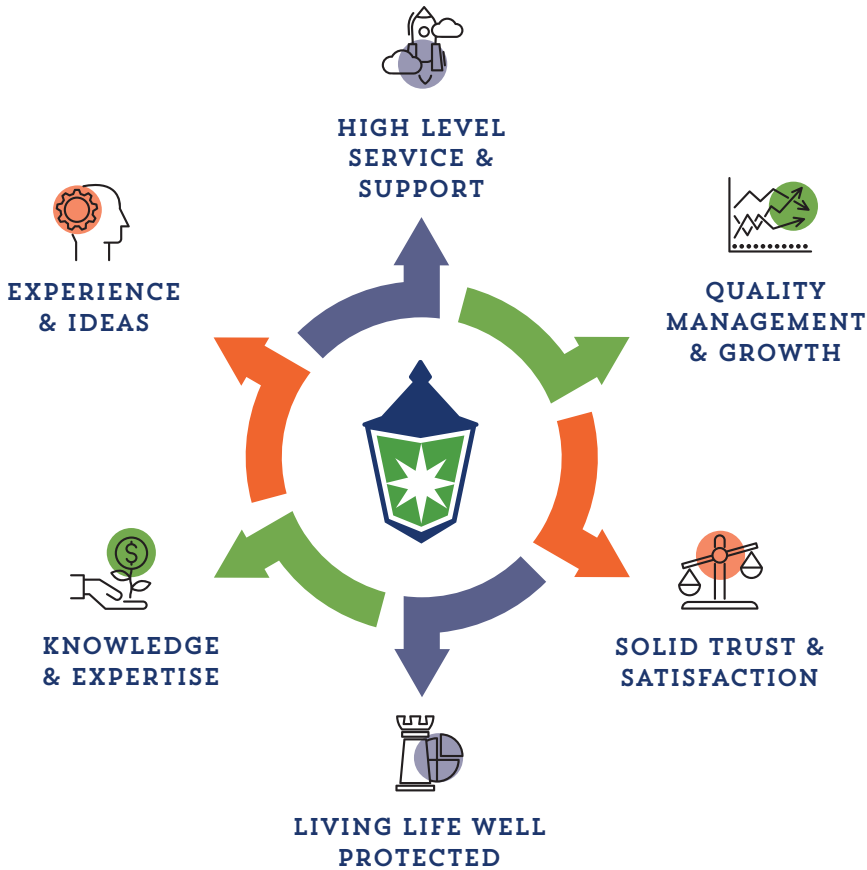 HIGH LEVEL
SERVICE &
SUPPORT
EXPERIENCE
& IDEAS
QUALITY
MANAGEMENT
& GROWTH
$
KNOWLEDGE
& EXPERTISE
SOLID TRUST &
SATISFACTION
LIVING LIFE WELL
PROTECTED